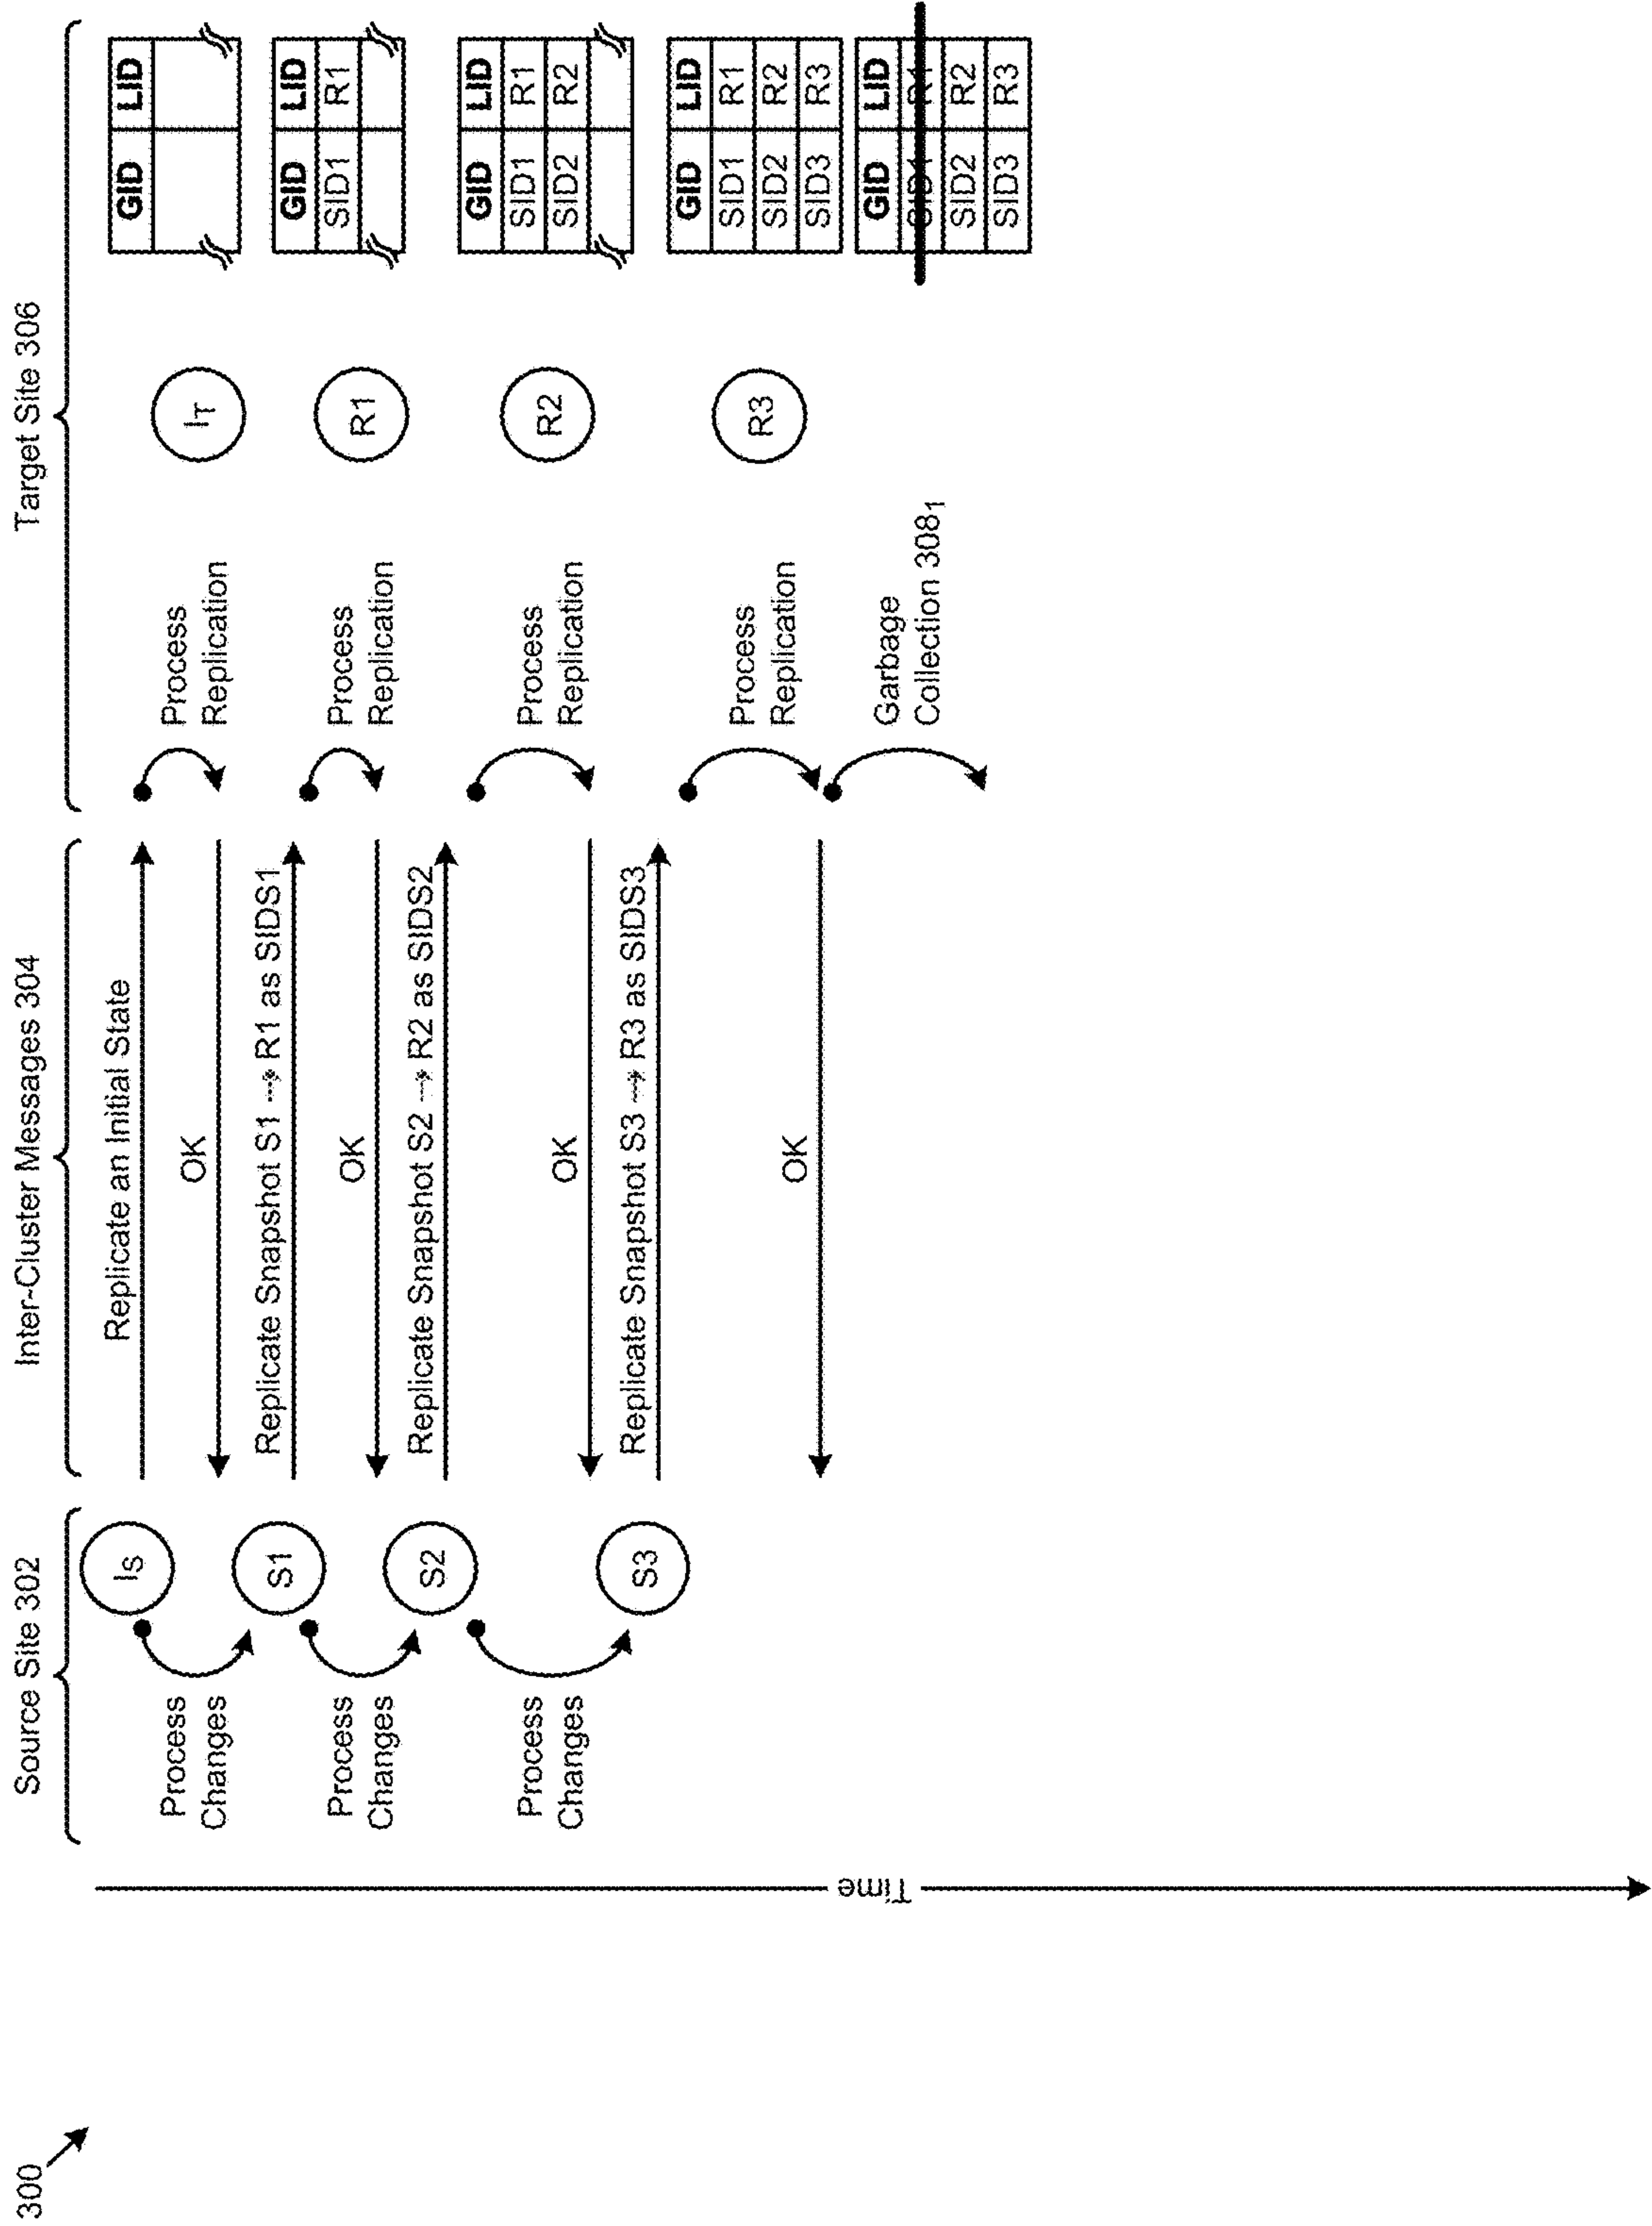 300
Source Site 302
Inter-Cluster Messages 304
Target Site 306
Time
IS
Replicate an Initial State
Process
Changes
Process
Replication
IT
GID LID
OK
S1
Replicate Snapshot S1 --→ R1 as SIDS1
Process
Changes
Process
Replication
R1
GID LID
SID1 R1
OK
S2
Replicate Snapshot S2 --→ R2 as SIDS2
Process
Changes
Process
Replication
R2
GID LID
SID1 R1
SID2 R2
OK
S3
Replicate Snapshot S3 --→ R3 as SIDS3
Process
Replication
R3
GID LID
SID1 R1
SID2 R2
SID3 R3
OK
Garbage
Collection 3081
GID LID
SID1 R1
SID2 R2
SID3 R3